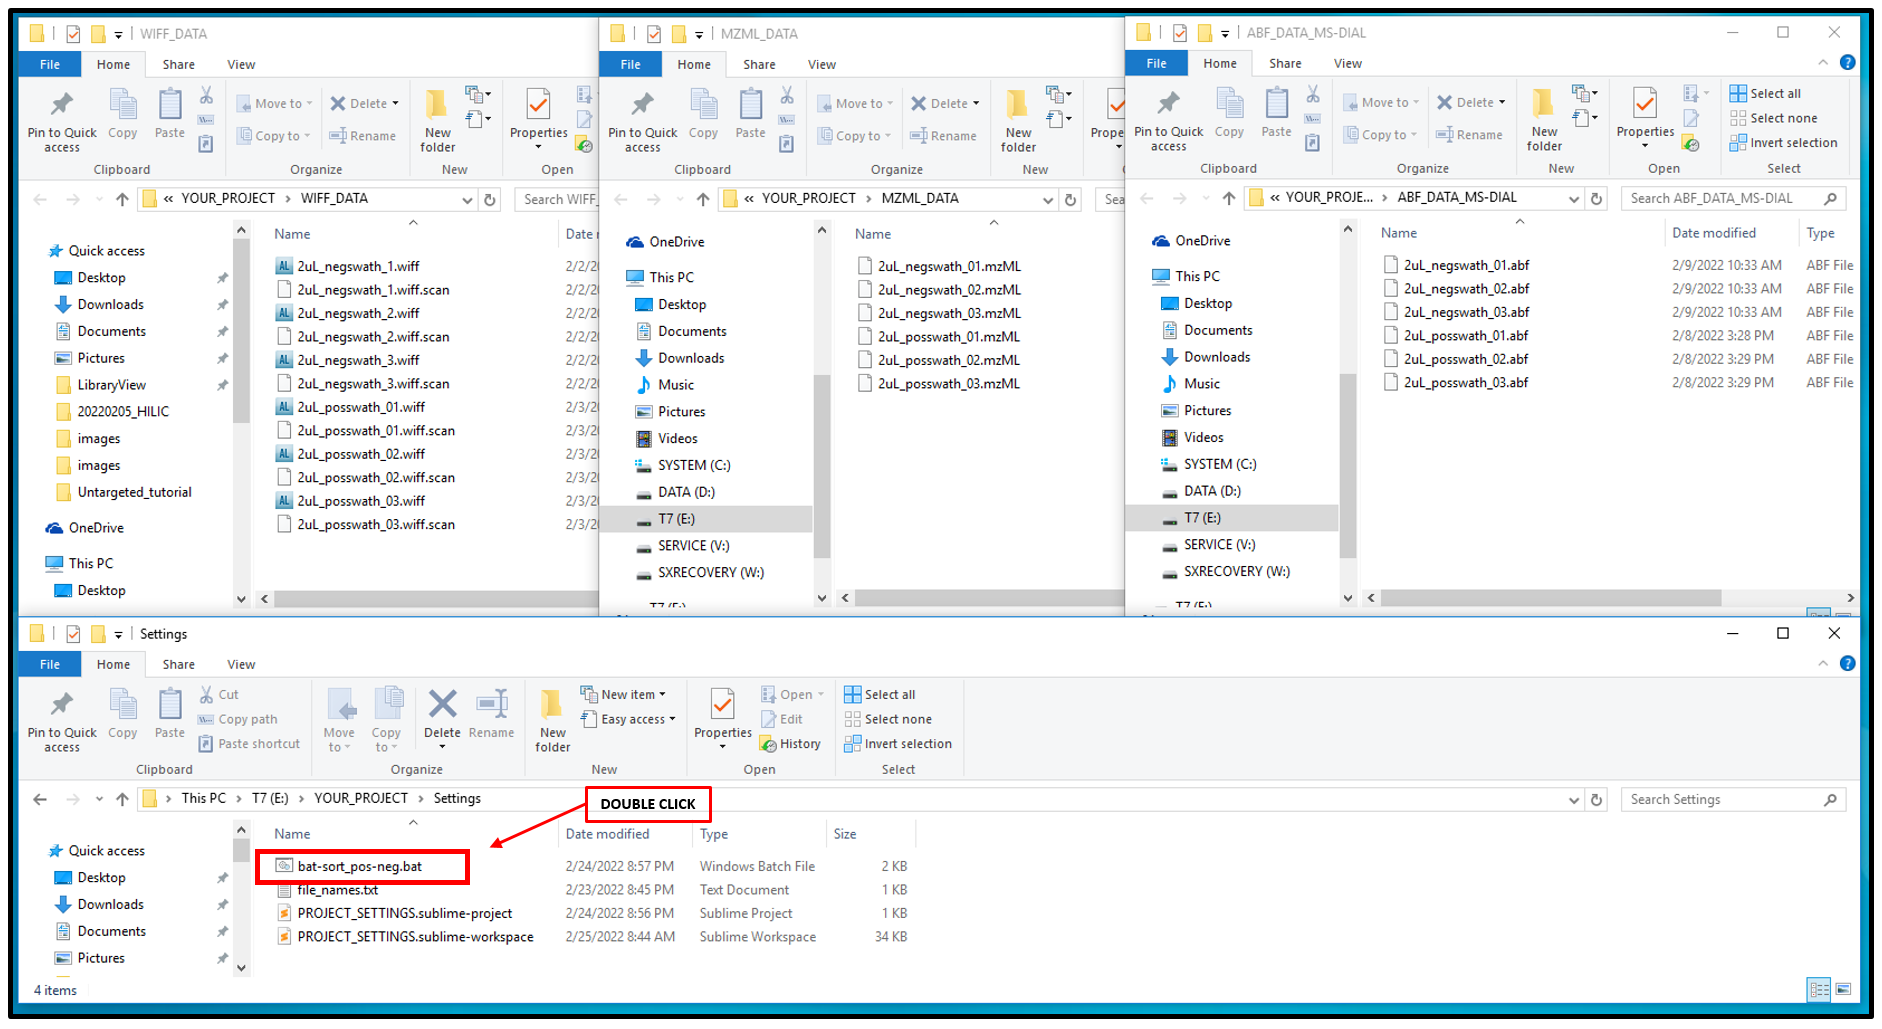 WIFF_DATA
File Home Share View
Pin to Quick access
Copy
Paste
Move to
Copy to
Delete
Rename
New folder
Properties
Clipboard Organize New Open
« YOUR_PROJECT > WIFF_DATA
Search WIFF_
Quick access
Desktop
Downloads
Documents
Pictures
LibraryView
20220205_HILIC
images
images
Untargeted_tutorial
OneDrive
This PC
Desktop
Name Date
2uL_negswath_1.wiff 2/2/2
2uL_negswath_1.wiff.scan 2/2/2
2uL_negswath_2.wiff 2/2/2
2uL_negswath_2.wiff.scan 2/2/2
2uL_negswath_3.wiff 2/2/2
2uL_negswath_3.wiff.scan 2/2/2
2uL_posswath_01.wiff 2/3/2
2uL_posswath_01.wiff.scan 2/3/2
2uL_posswath_02.wiff 2/3/2
2uL_posswath_02.wiff.scan 2/3/2
2uL_posswath_03.wiff 2/3/2
2uL_posswath_03.wiff.scan 2/3/2
MZML_DATA
File Home Share View
Pin to Quick access
Copy
Paste
Move to
Copy to
Delete
Rename
New folder
Prope
Clipboard Organize New
« YOUR_PROJECT > MZML_DATA
Sea
OneDrive
This PC
Desktop
Documents
Downloads
Music
Pictures
Videos
SYSTEM (C:)
DATA (D:)
T7 (E:)
SERVICE (V:)
SXRECOVERY (W:)
T7 (E:)
Name
2uL_negswath_01.mzML
2uL_negswath_02.mzML
2uL_negswath_03.mzML
2uL_posswath_01.mzML
2uL_posswath_02.mzML
2uL_posswath_03.mzML
ABF_DATA_MS-DIAL
File Home Share View
Pin to Quick access
Copy
Paste
Move to
Copy to
Delete
Rename
New folder
Properties
Select all
Select none
Invert selection
Clipboard Organize New Open Select
« YOUR_PROJE... > ABF_DATA_MS-DIAL
Search ABF_DATA_MS-DIAL
OneDrive
This PC
Desktop
Documents
Downloads
Music
Pictures
Videos
SYSTEM (C:)
DATA (D:)
T7 (E:)
SERVICE (V:)
SXRECOVERY (W:)
T7 (E:)
Name Date modified Type
2uL_negswath_01.abf 2/9/2022 10:33 AM ABF File
2uL_negswath_02.abf 2/9/2022 10:33 AM ABF File
2uL_negswath_03.abf 2/9/2022 10:33 AM ABF File
2uL_posswath_01.abf 2/8/2022 3:28 PM ABF File
2uL_posswath_02.abf 2/8/2022 3:29 PM ABF File
2uL_posswath_03.abf 2/8/2022 3:29 PM ABF File
Settings
File Home Share View
Pin to Quick access
Copy
Paste
Cut
Copy path
Paste shortcut
Move to
Copy to
Delete
Rename
New folder
New item
Easy access
Properties
Open
Edit
History
Select all
Select none
Invert selection
Clipboard Organize New Open Select
> This PC > T7 (E:) > YOUR_PROJECT > Settings
Search Settings
DOUBLE CLICK
Quick access
Desktop
Downloads
Documents
Pictures
Name Date modified Type Size
bat-sort_pos-neg.bat 2/24/2022 8:57 PM Windows Batch File 2 KB
file_names.txt 2/23/2022 8:45 PM Text Document 1 KB
PROJECT_SETTINGS.sublime-project 2/24/2022 8:56 PM Sublime Project 1 KB
PROJECT_SETTINGS.sublime-workspace 2/25/2022 8:44 AM Sublime Workspace 34 KB
4 items